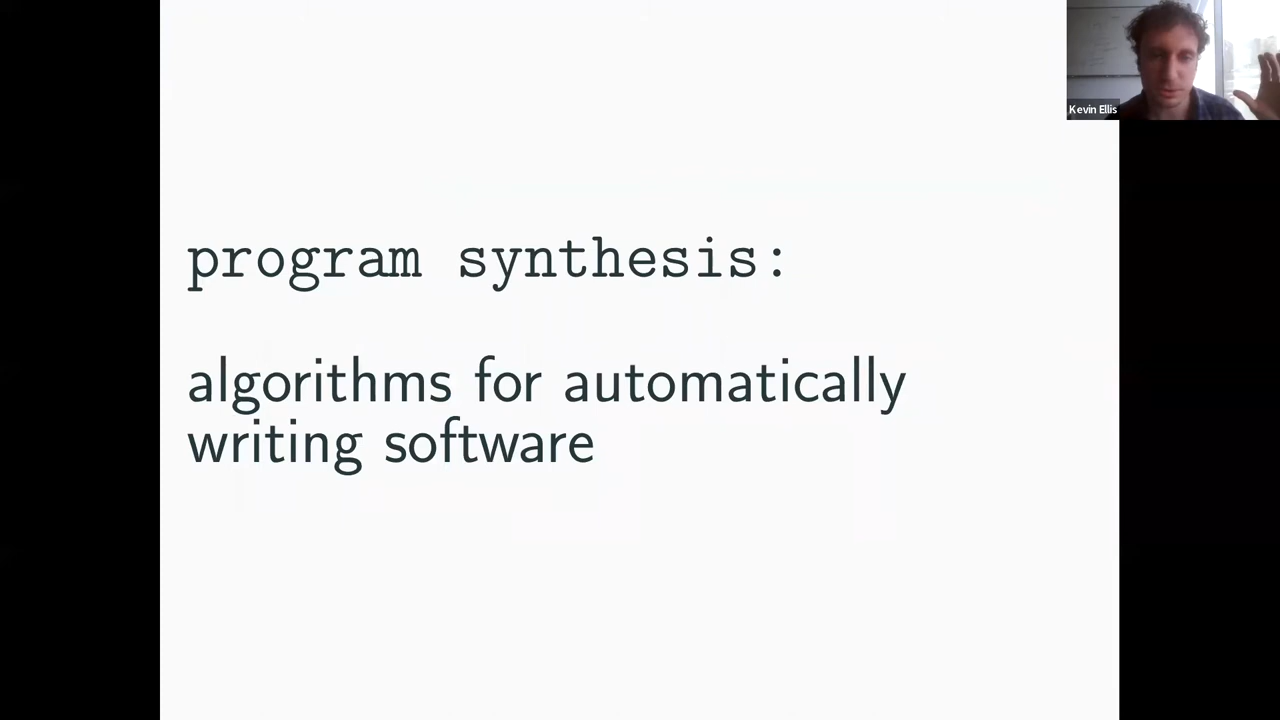 Kevin Ellis
program synthesis:
algorithms for automatically
writing software